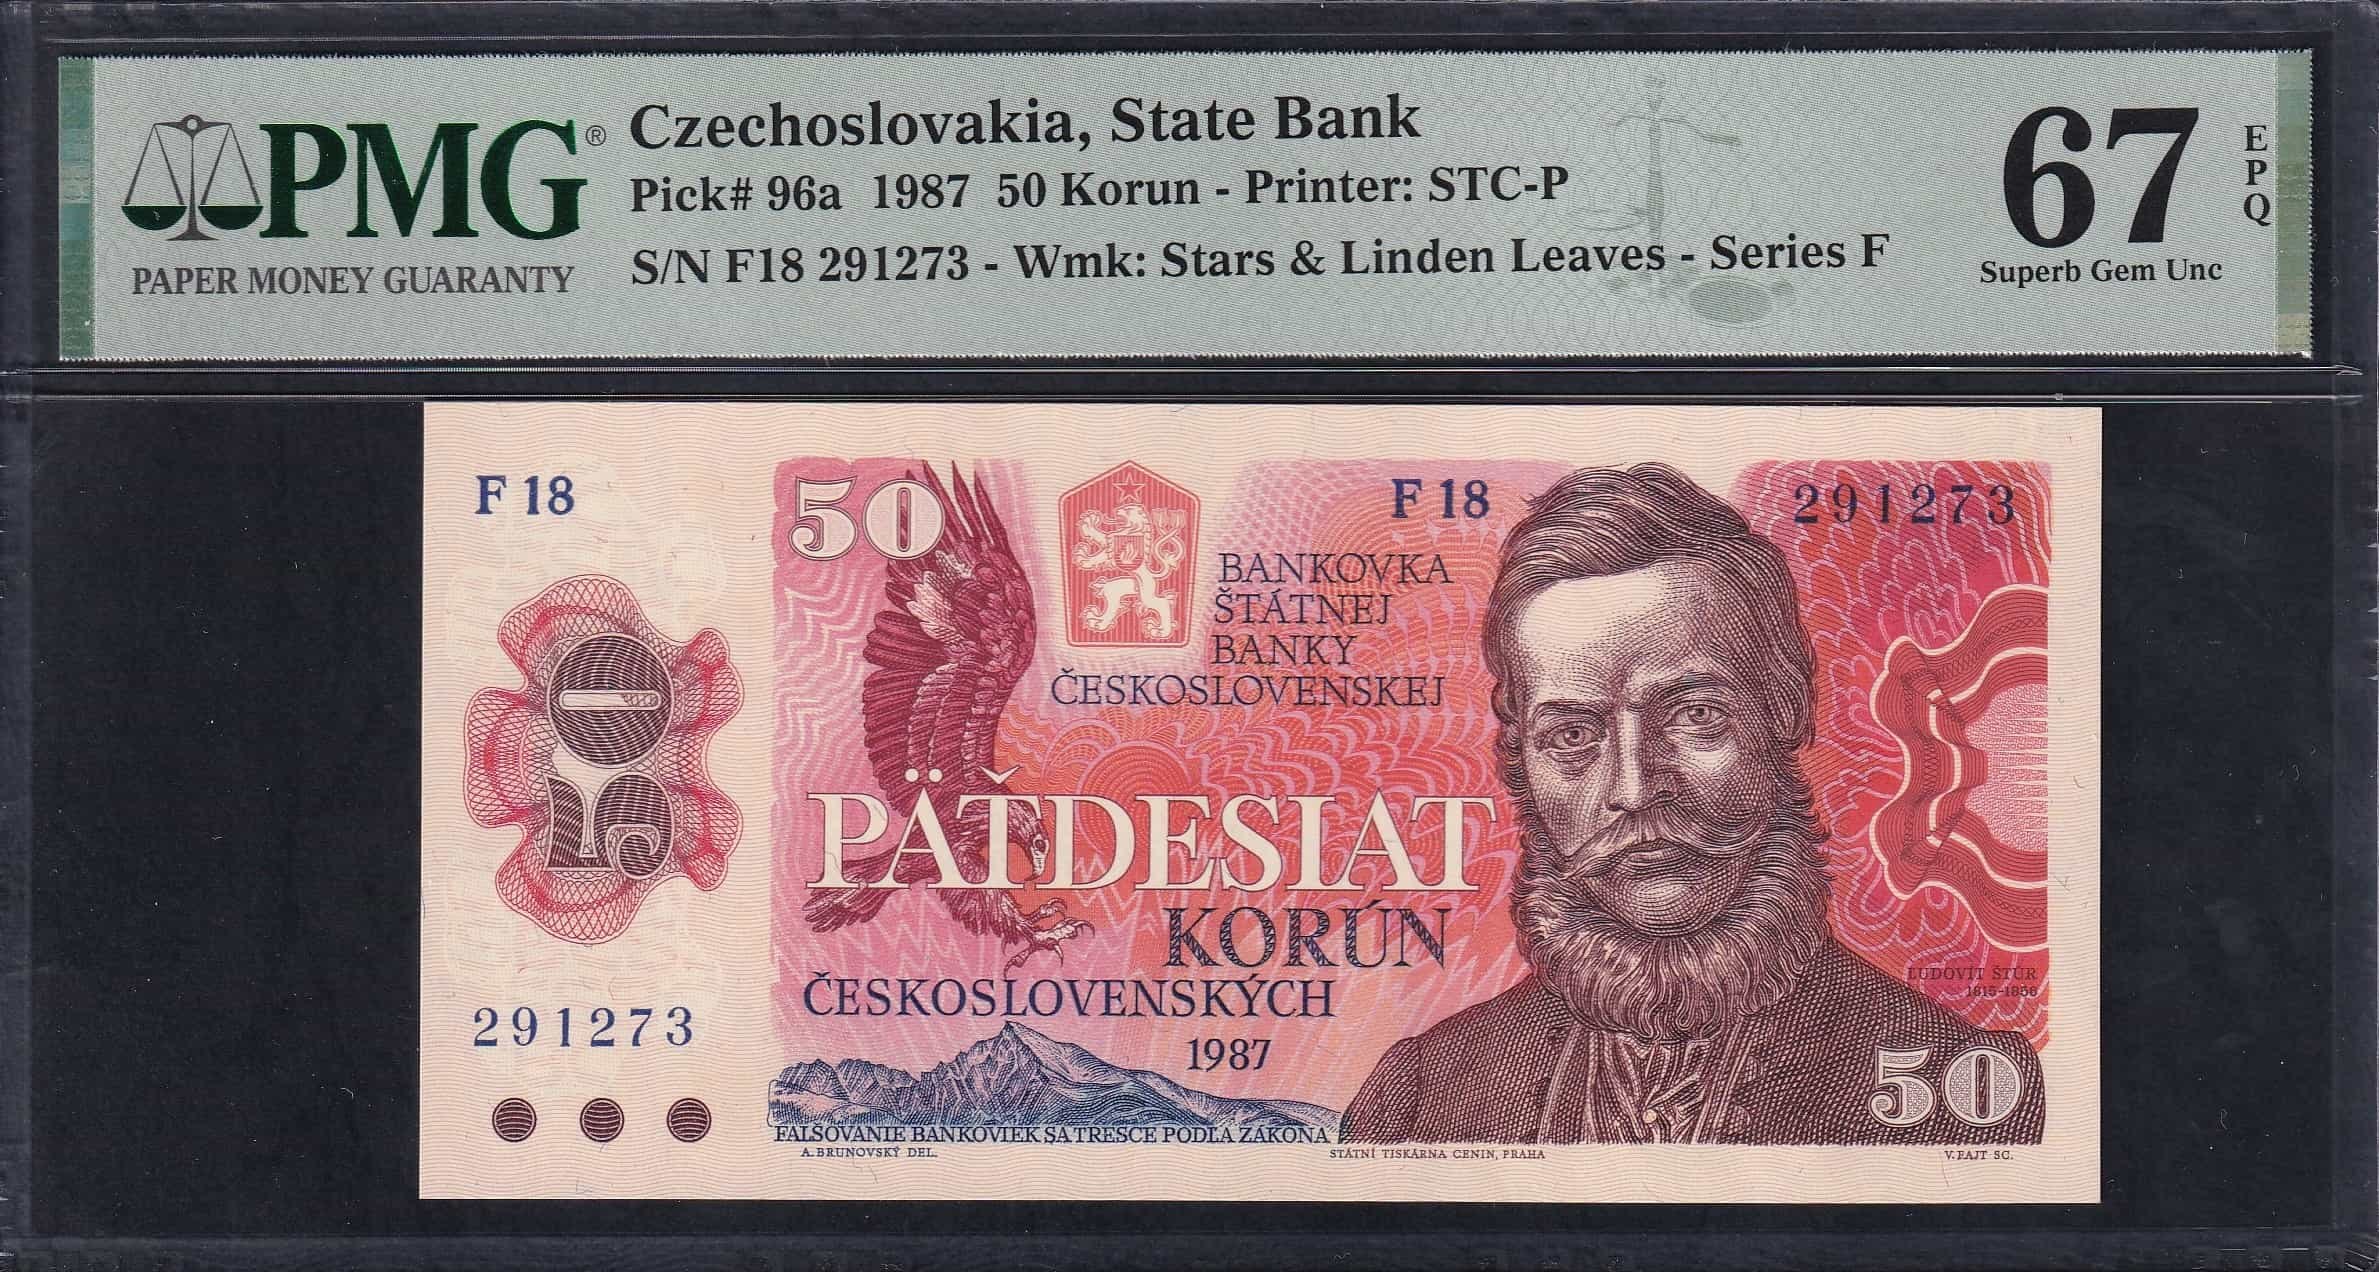 PMG®
PAPER MONEY GUARANTY
Czechoslovakia, State Bank
Pick# 96a 1987 50 Korun - Printer: STC-P
S/N F18 291273 - Wmk: Stars & Linden Leaves - Series F
67
EPQ
Superb Gem Unc
F 18
50
F 18
291273
BANKOVKA
ŠTÁTNEJ
BANKY
ČESKOSLOVENSKEJ
50
PÄŤDESIAT
KORÚN
ČESKOSLOVENSKÝCH
1987
LUDOVÍT ŠTÚR
1815-1856
291273
50
FALŠOVANIE BANKOVIEK SA TRESCE PODĽA ZÁKONA
A. BRUNOVSKÝ DEL.
STÁTNÍ TISKÁRNA CENIN, PRAHA
V. FAJT SC.